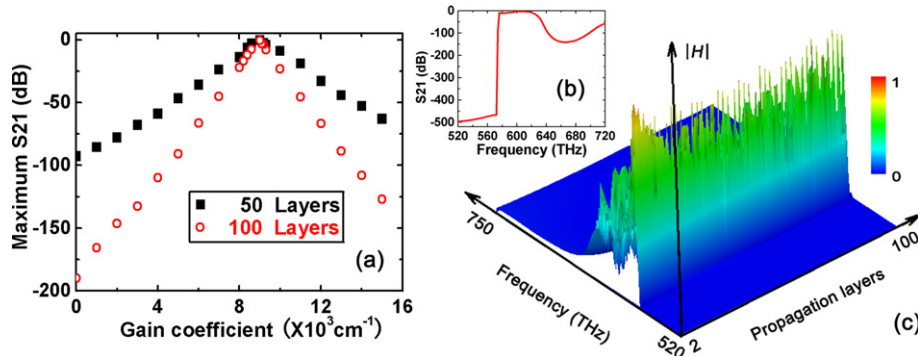 Maximum S21 (dB)
0
-50
-100
-150
-200
0
4
8
12
16
Gain coefficient (X10³cm⁻¹)
50 Layers
100 Layers
(a)
S21 (dB)
0
-100
-200
-300
-400
-500
520
560
600
640
680
720
Frequency (THz)
(b)
|H|
1
0
750
Frequency (THz)
520
2
Propagation layers
100
(c)